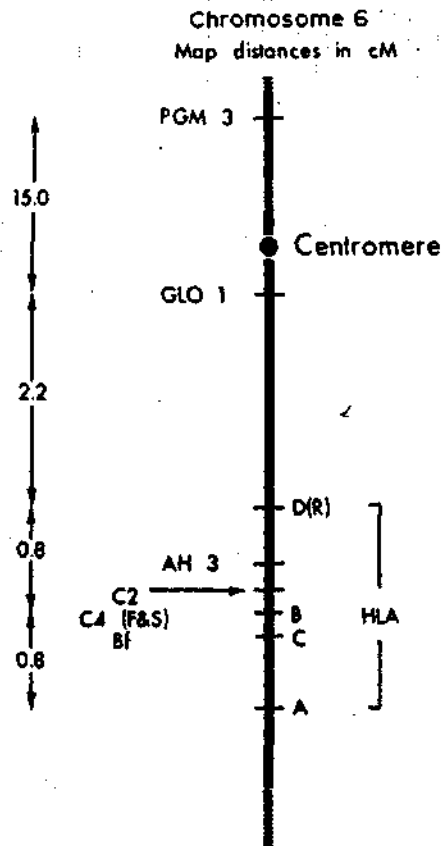 Chromosome 6
Map distances in cM
PGM 3
15.0
Centromere
GLO 1
2.2
D(R)
0.8
AH 3
C2
C4 (F&S)
Bf
B
HLA
C
0.8
A